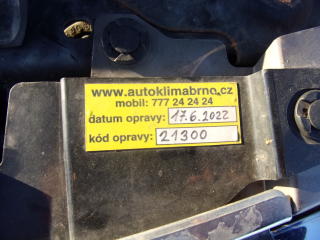 www.autoklimabrno.cz
mobil: 777 24 24 24
datum opravy: 17.6.2022
kód opravy: 21300